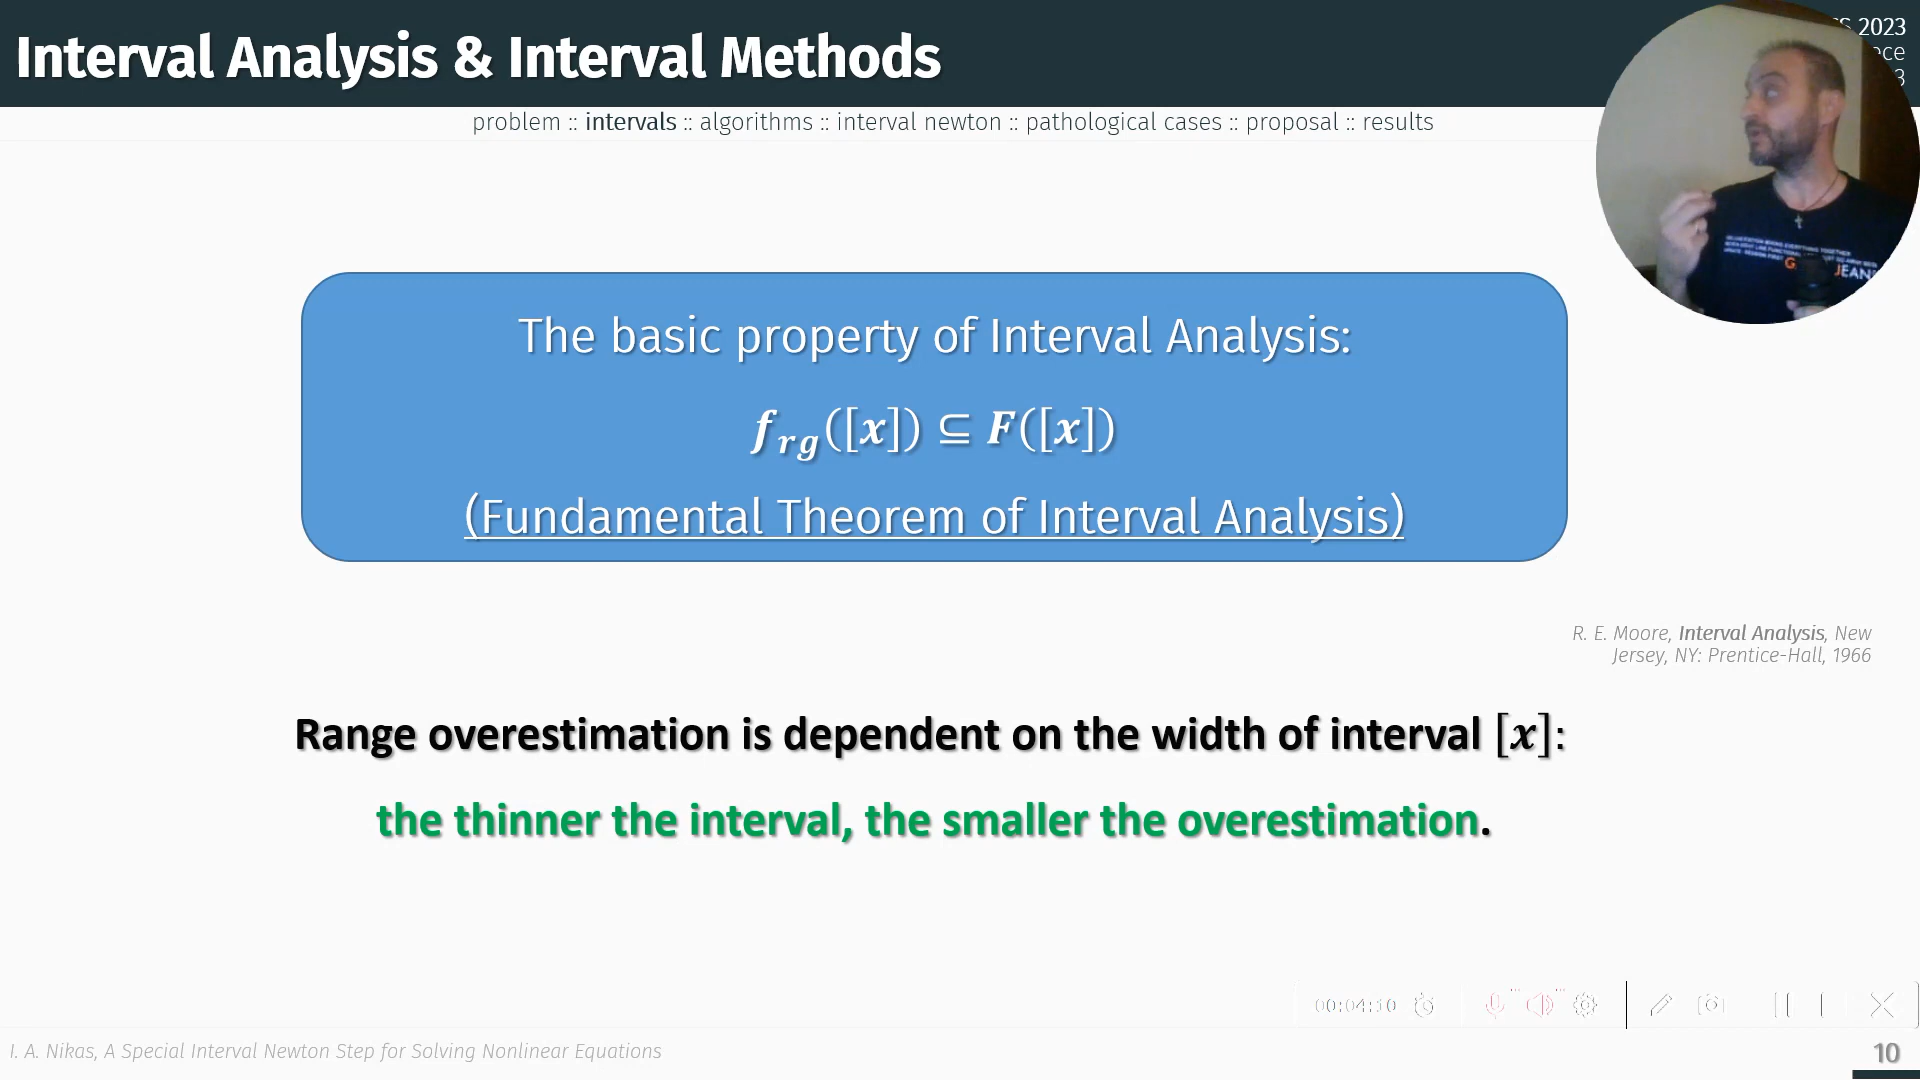 Interval Analysis & Interval Methods
2023
3
problem :: intervals :: algorithms :: interval newton :: pathological cases :: proposal :: results
JEANS
The basic property of Interval Analysis:
f_rg([x]) ⊆ F([x])
(Fundamental Theorem of Interval Analysis)
R. E. Moore, Interval Analysis, New
Jersey, NY: Prentice-Hall, 1966
Range overestimation is dependent on the width of interval [x]:
the thinner the interval, the smaller the overestimation.
00:04:10
I. A. Nikas, A Special Interval Newton Step for Solving Nonlinear Equations
10